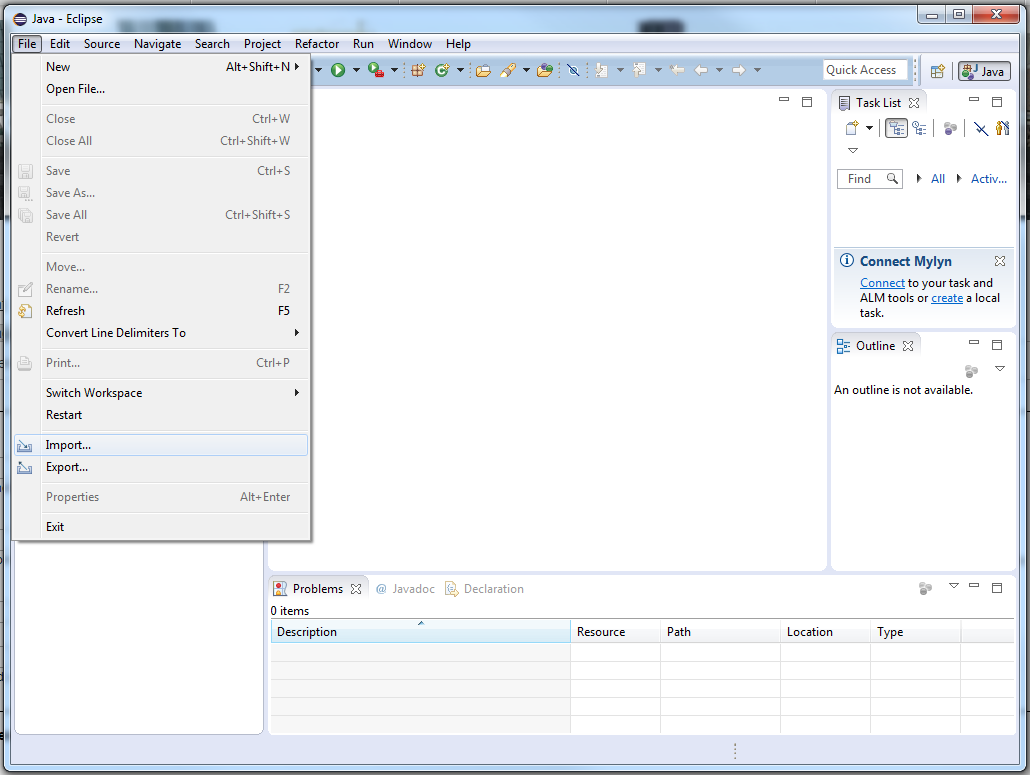 Java - Eclipse
File Edit Source Navigate Search Project Refactor Run Window Help
New Alt+Shift+N
Open File...
Close Ctrl+W
Close All Ctrl+Shift+W
Save Ctrl+S
Save As...
Save All Ctrl+Shift+S
Revert
Move...
Rename... F2
Refresh F5
Convert Line Delimiters To
Print... Ctrl+P
Switch Workspace
Restart
Import...
Export...
Properties Alt+Enter
Exit
Quick Access
Java
Task List
Find All Activ...
Connect Mylyn
Connect to your task and
ALM tools or create a local
task.
Outline
An outline is not available.
Problems @ Javadoc Declaration
0 items
Description Resource Path Location Type